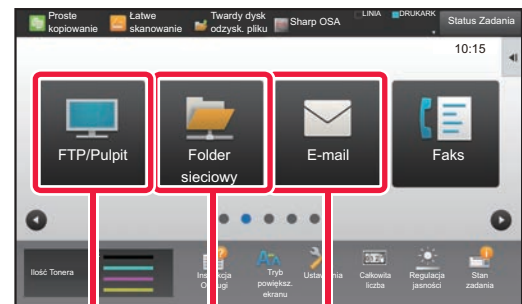 Proste kopiowanie
Łatwe skanowanie
Twardy dysk odzysk. pliku
Sharp OSA
LINIA
DRUKARK
Status Zadania
10:15
FTP/Pulpit
Folder sieciowy
E-mail
Faks
Ilość Tonera
Tryb powiększ. ekranu
Całkowita liczba
Regulacja jasności
Stan zadania